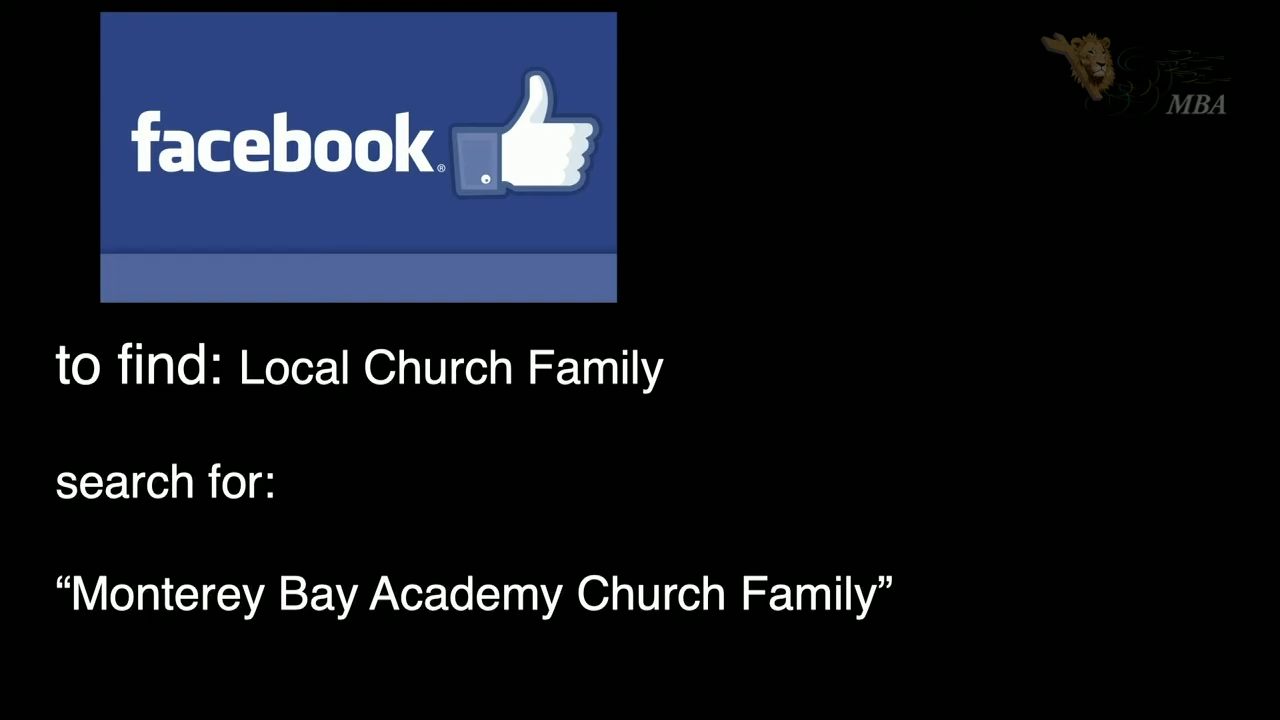 facebook®
MBA
to find: Local Church Family
search for:
“Monterey Bay Academy Church Family”